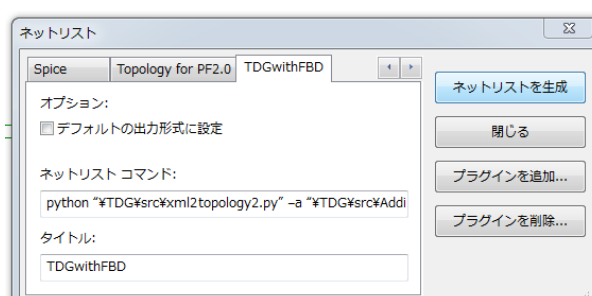 ネットリスト
Spice
Topology for PF2.0
TDGwithFBD
ネットリストを生成
オプション:
デフォルトの出力形式に設定
閉じる
ネットリスト コマンド:
プラグインを追加...
python “¥TDG¥src¥xml2topology2.py” –a “¥TDG¥src¥Addi
プラグインを削除...
タイトル:
TDGwithFBD